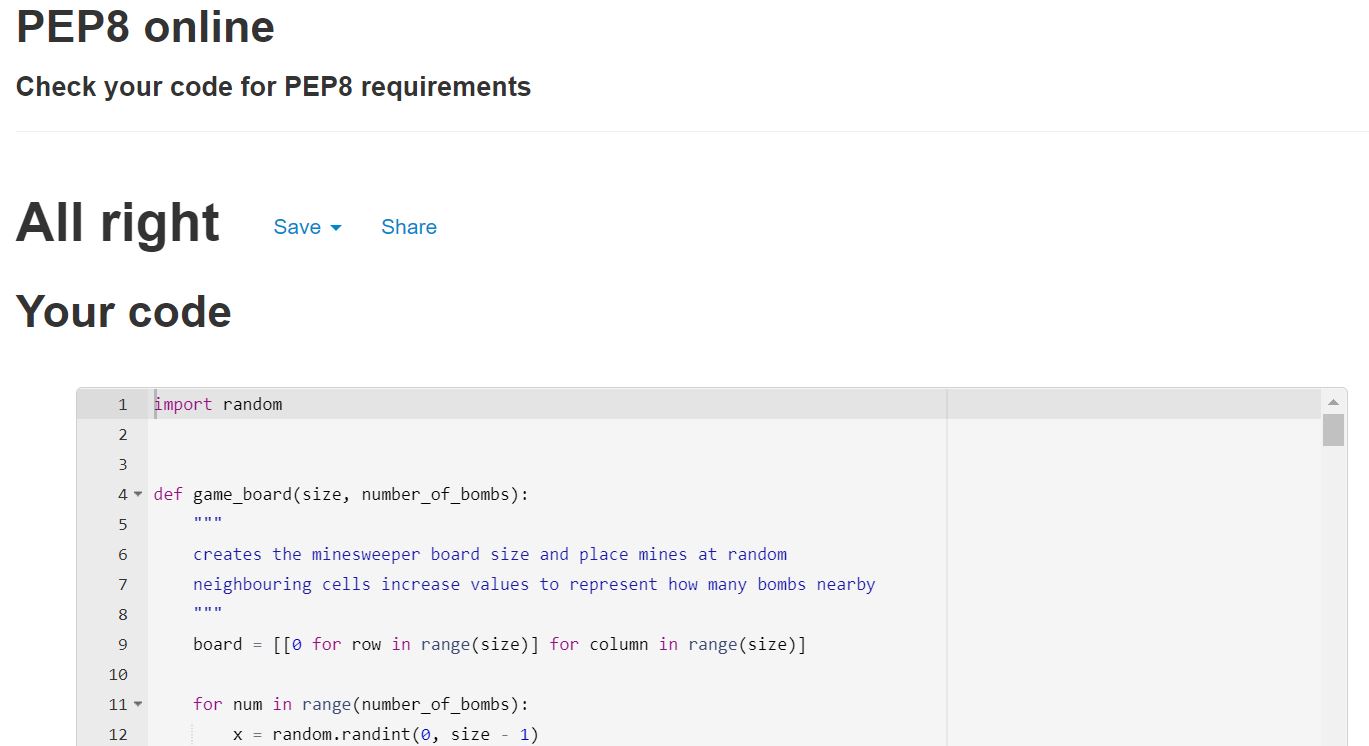 PEP8 online
Check your code for PEP8 requirements
All right Save Share
Your code
1 import random
2
3
4 def game_board(size, number_of_bombs):
5     """
6     creates the minesweeper board size and place mines at random
7     neighbouring cells increase values to represent how many bombs nearby
8     """
9     board = [[0 for row in range(size)] for column in range(size)]
10
11     for num in range(number_of_bombs):
12         x = random.randint(0, size - 1)